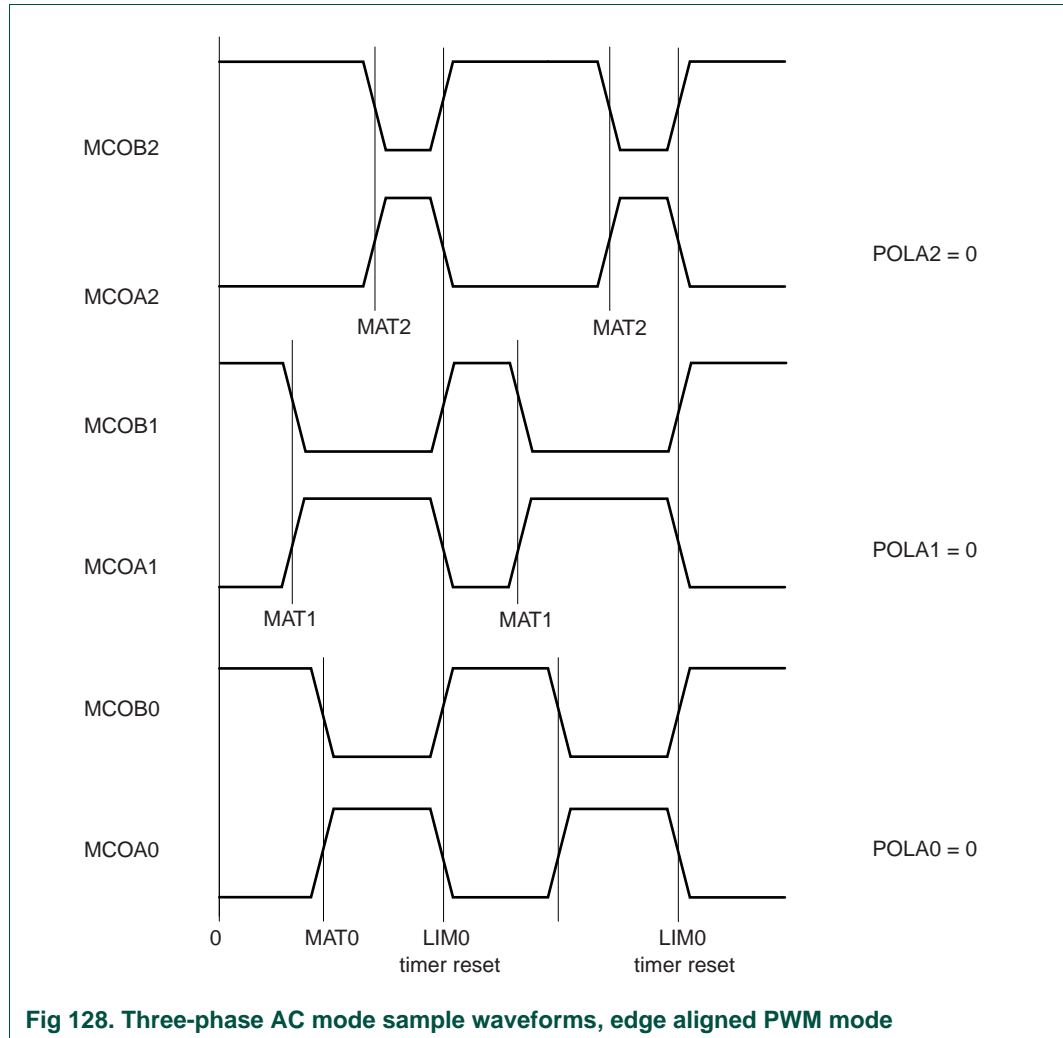 MCOB2
POLA2 = 0
MCOA2
MAT2 MAT2
MCOB1
MCOA1
POLA1 = 0
MAT1 MAT1
MCOB0
MCOA0
POLA0 = 0
0 MAT0 LIM0 LIM0
timer reset timer reset
Fig 128. Three-phase AC mode sample waveforms, edge aligned PWM mode